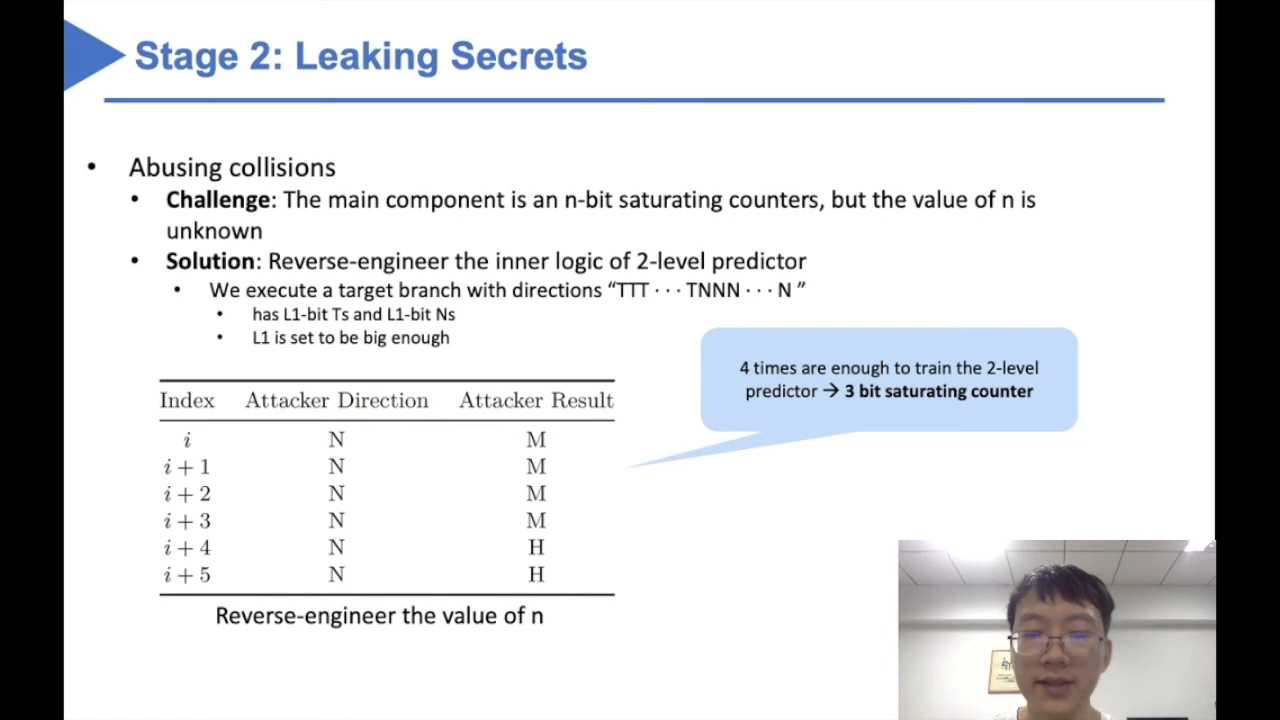 Stage 2: Leaking Secrets
• Abusing collisions
• Challenge: The main component is an n-bit saturating counters, but the value of n is
unknown
• Solution: Reverse-engineer the inner logic of 2-level predictor
• We execute a target branch with directions “TTT · · · TNNN · · · N ”
• has L1-bit Ts and L1-bit Ns
• L1 is set to be big enough
4 times are enough to train the 2-level
predictor → 3 bit saturating counter
Index Attacker Direction Attacker Result
i N M
i + 1 N M
i + 2 N M
i + 3 N M
i + 4 N H
i + 5 N H
Reverse-engineer the value of n